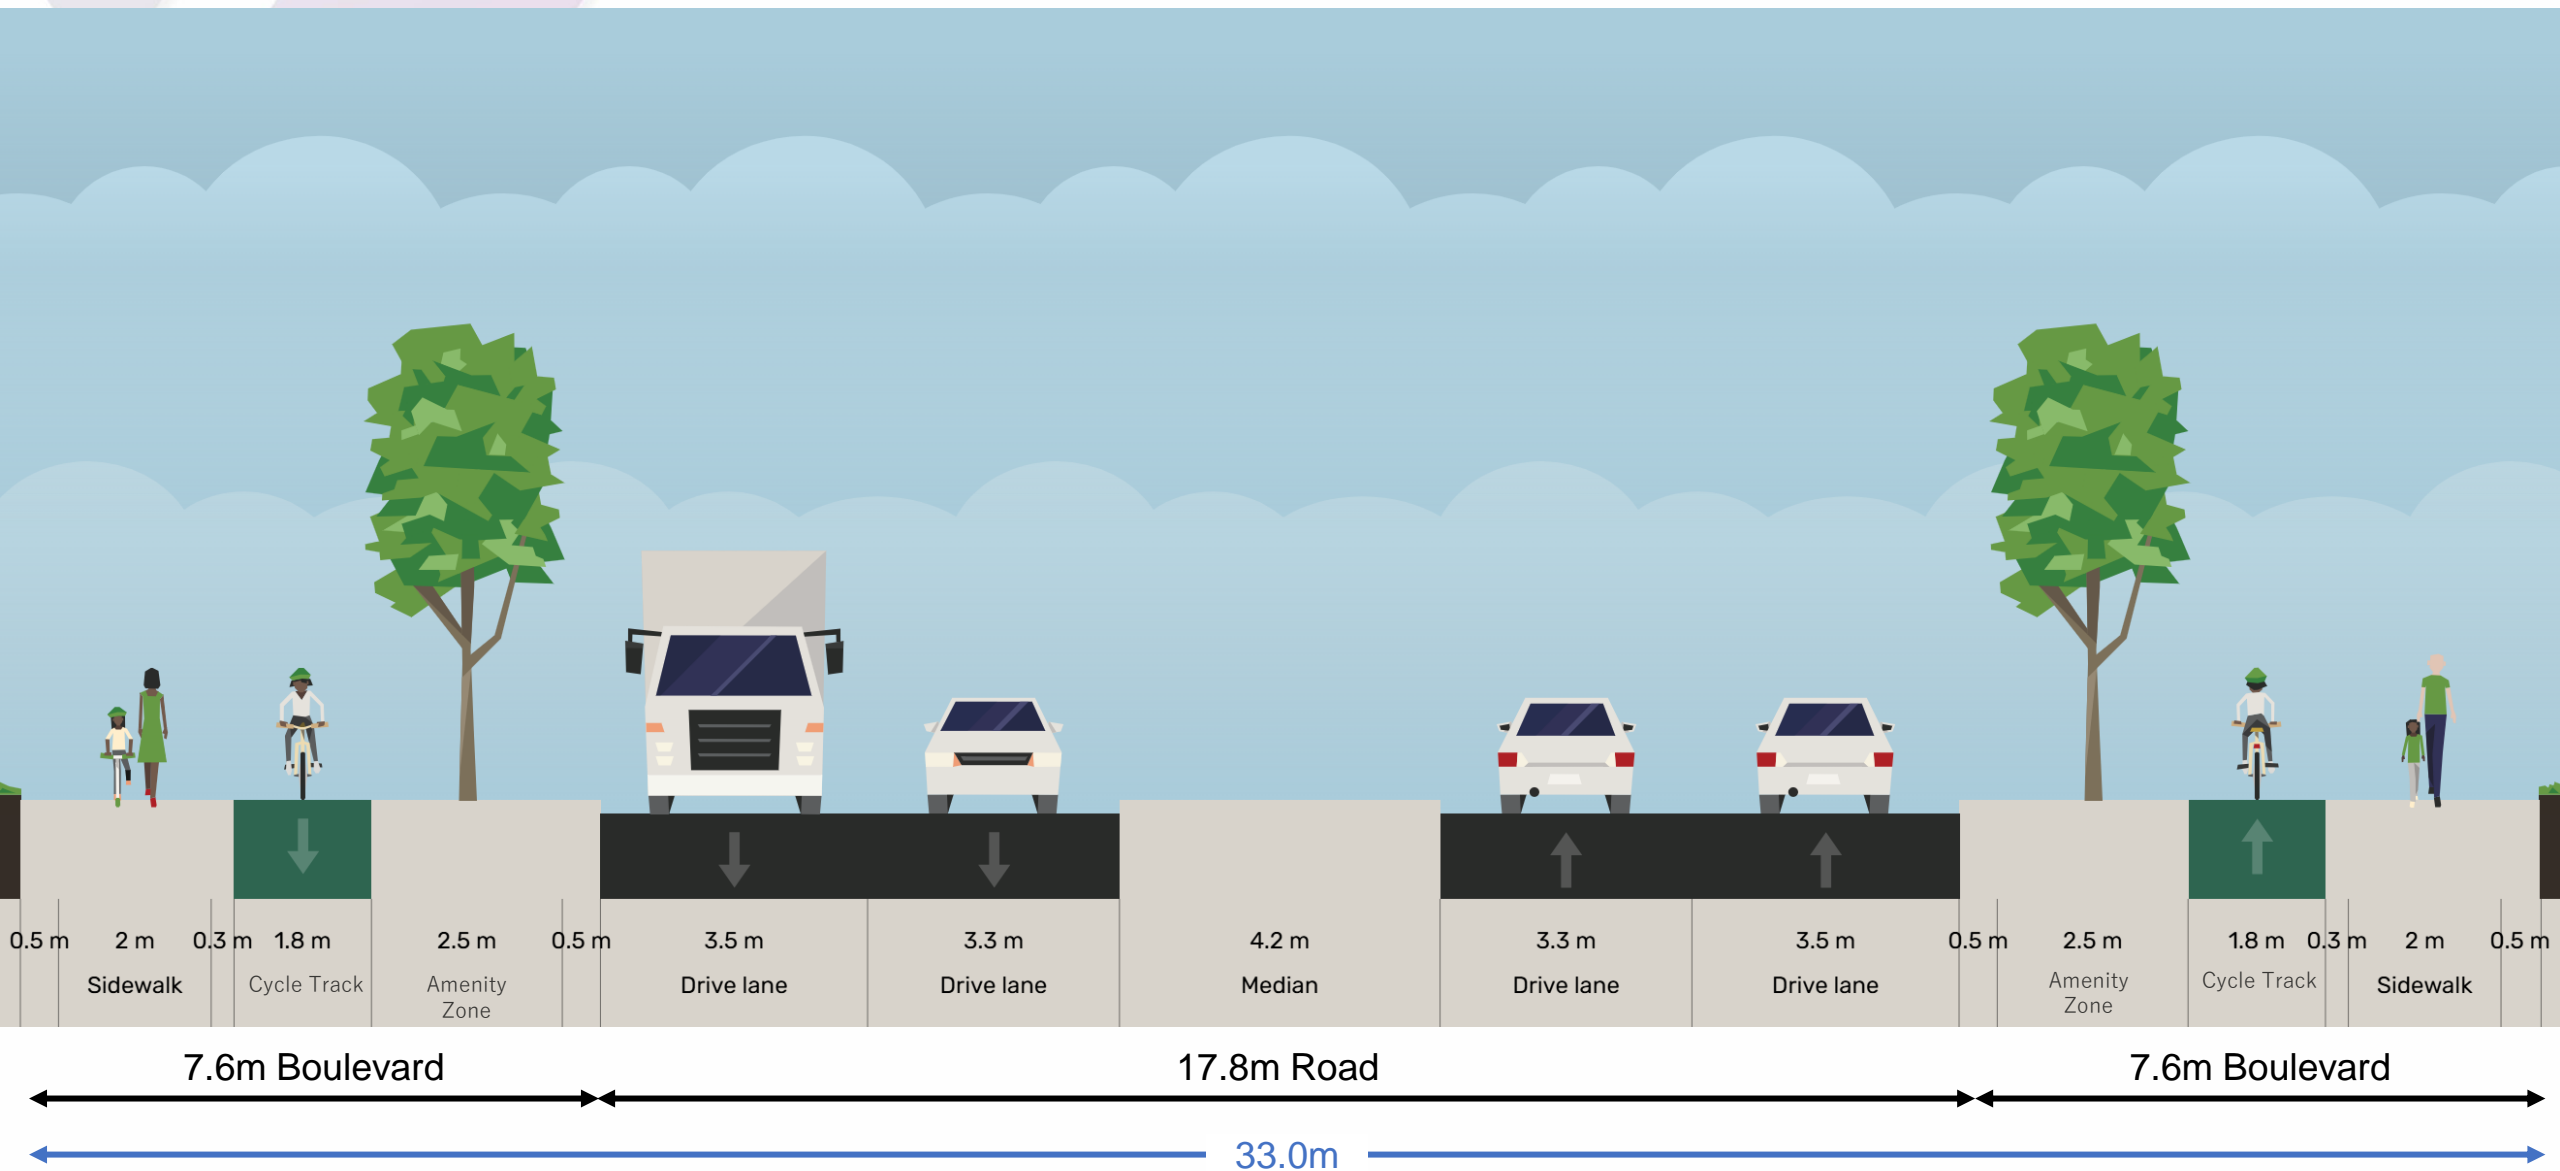 0.5 m 2 m 0.3 m 1.8 m 2.5 m 0.5 m 3.5 m 3.3 m 4.2 m 3.3 m 3.5 m 0.5 m 2.5 m 1.8 m 0.3 m 2 m 0.5 m
Sidewalk Cycle Track Amenity Drive lane Drive lane Median Drive lane Drive lane Amenity Cycle Track Sidewalk
Zone Zone
7.6m Boulevard 17.8m Road 7.6m Boulevard
33.0m